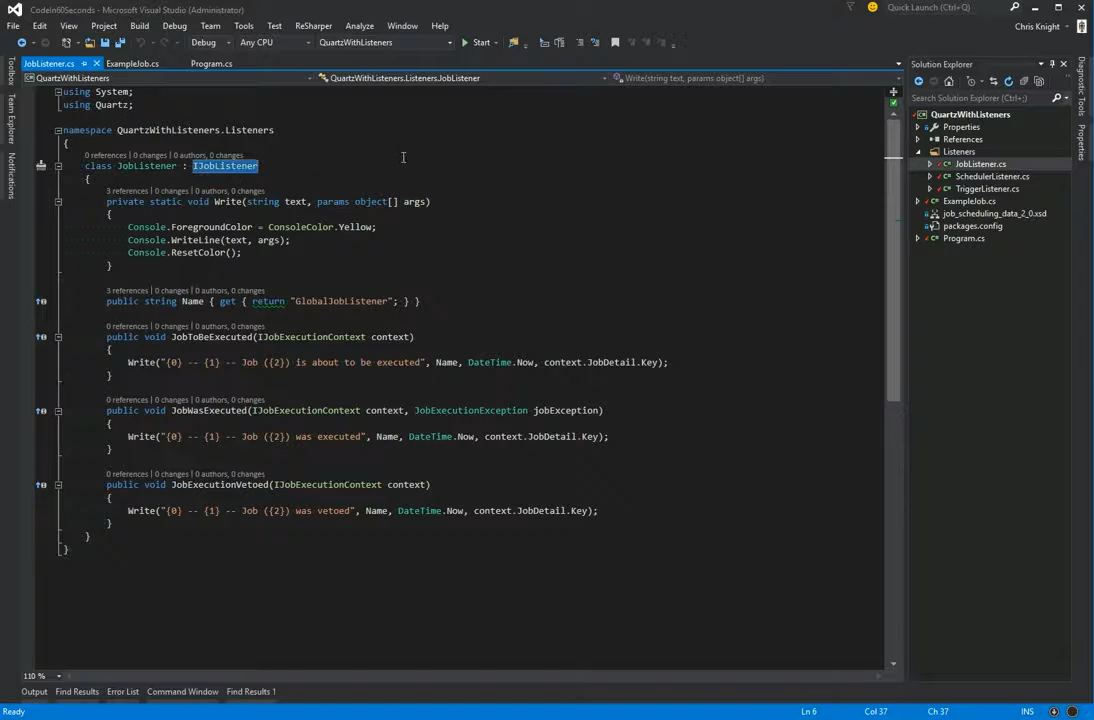 CodeIn60Seconds - Microsoft Visual Studio (Administrator)
Quick Launch (Ctrl+Q)
File Edit View Project Build Debug Team Tools Test ReSharper Analyze Window Help
Chris Knight
Debug Any CPU QuartzWithListeners Start
JobListener.cs ExampleJob.cs Program.cs
QuartzWithListeners QuartzWithListeners.Listeners.JobListener Write(string text, params object[] args)
Toolbox
Team Explorer
Notifications
using System;
using Quartz;
namespace QuartzWithListeners.Listeners
{
0 references | 0 changes | 0 authors, 0 changes
class JobListener : IJobListener
{
3 references | 0 changes | 0 authors, 0 changes
private static void Write(string text, params object[] args)
{
Console.ForegroundColor = ConsoleColor.Yellow;
Console.WriteLine(text, args);
Console.ResetColor();
}
3 references | 0 changes | 0 authors, 0 changes
public string Name { get { return "GlobalJobListener"; } }
0 references | 0 changes | 0 authors, 0 changes
public void JobToBeExecuted(IJobExecutionContext context)
{
Write("{0} -- {1} -- Job ({2}) is about to be executed", Name, DateTime.Now, context.JobDetail.Key);
}
0 references | 0 changes | 0 authors, 0 changes
public void JobWasExecuted(IJobExecutionContext context, JobExecutionException jobException)
{
Write("{0} -- {1} -- Job ({2}) was executed", Name, DateTime.Now, context.JobDetail.Key);
}
0 references | 0 changes | 0 authors, 0 changes
public void JobExecutionVetoed(IJobExecutionContext context)
{
Write("{0} -- {1} -- Job ({2}) was vetoed", Name, DateTime.Now, context.JobDetail.Key);
}
}
}
110 %
Solution Explorer
Search Solution Explorer (Ctrl+;)
QuartzWithListeners
Properties
References
Listeners
JobListener.cs
SchedulerListener.cs
TriggerListener.cs
ExampleJob.cs
job_scheduling_data_2_0.xsd
packages.config
Program.cs
Diagnostic Tools
Properties
Output Find Results Error List Command Window Find Results 1
Ready Ln 6 Col 37 Ch 37 INS